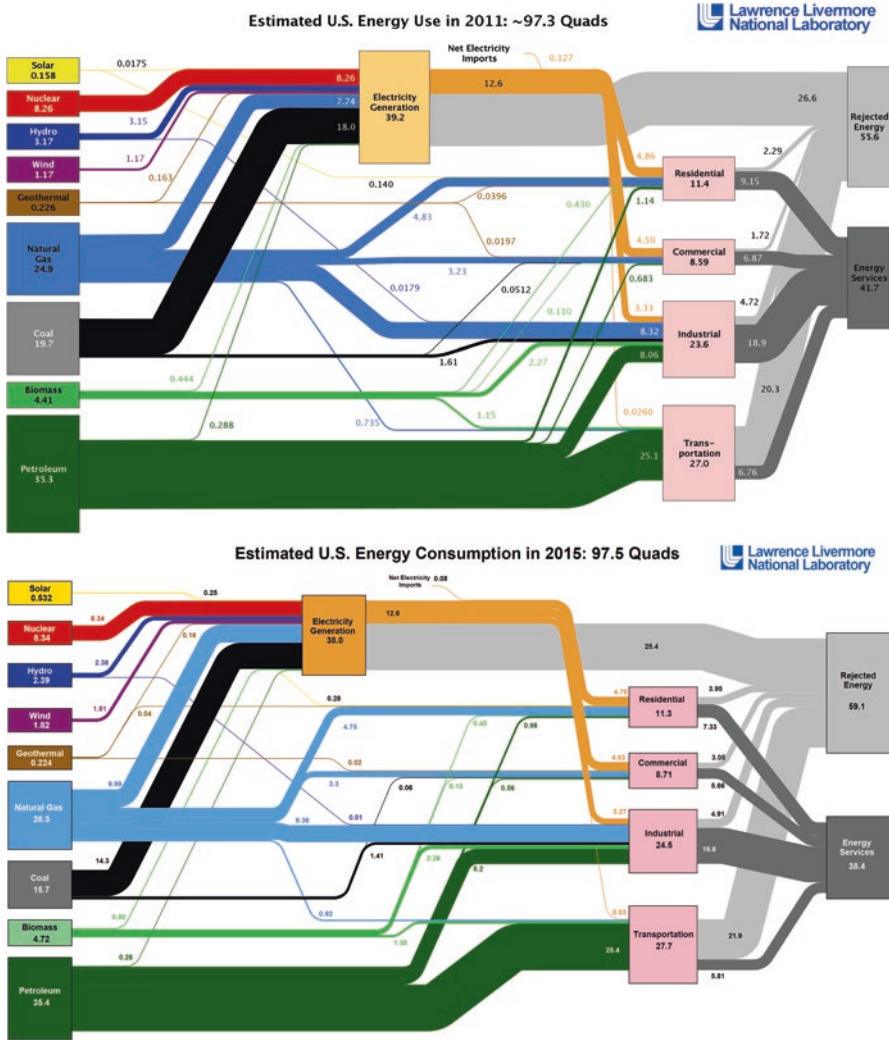 Estimated U.S. Energy Use in 2011: ~97.3 Quads
Lawrence Livermore
National Laboratory
Net Electricity
Imports
0.127
Solar
0.158
0.0175
Nuclear
8.26
8.26
12.6
Electricity
Generation
39.2
7.74
26.6
Rejected
Energy
55.6
Hydro
3.17
3.15
18.0
Wind
1.17
1.17
0.163
0.140
4.86
Residential
11.4
2.29
9.15
Geothermal
0.226
0.0396
0.430
1.14
4.83
1.72
Natural
Gas
24.9
0.0197
4.50
Commercial
8.59
6.87
Energy
Services
41.7
3.23
0.0179
0.0512
0.683
4.72
Coal
19.7
0.110
3.33
8.32
Industrial
23.6
18.9
1.61
8.06
2.27
Biomass
4.41
0.444
20.3
0.288
0.735
1.15
0.0260
Petroleum
35.3
25.1
Trans-
portation
27.0
6.76
Estimated U.S. Energy Consumption in 2015: 97.5 Quads
Lawrence Livermore
National Laboratory
Net Electricity
Imports
0.08
Solar
0.532
0.25
Nuclear
8.34
8.34
Electricity
Generation
38.0
12.6
0.16
25.4
Rejected
Energy
59.1
Hydro
2.39
2.38
Wind
1.82
1.81
0.04
0.28
Residential
11.3
3.95
7.33
4.75
0.45
0.98
Geothermal
0.224
0.02
4.63
Commercial
8.71
3.05
5.66
Natural Gas
28.3
9.99
3.3
0.06
0.13
0.56
9.36
0.01
3.27
Industrial
24.5
4.91
19.6
Energy
Services
38.4
Coal
15.7
14.3
1.41
2.28
8.2
Biomass
4.72
0.92
Transportation
27.7
21.9
0.28
25.4
5.81
Petroleum
35.4